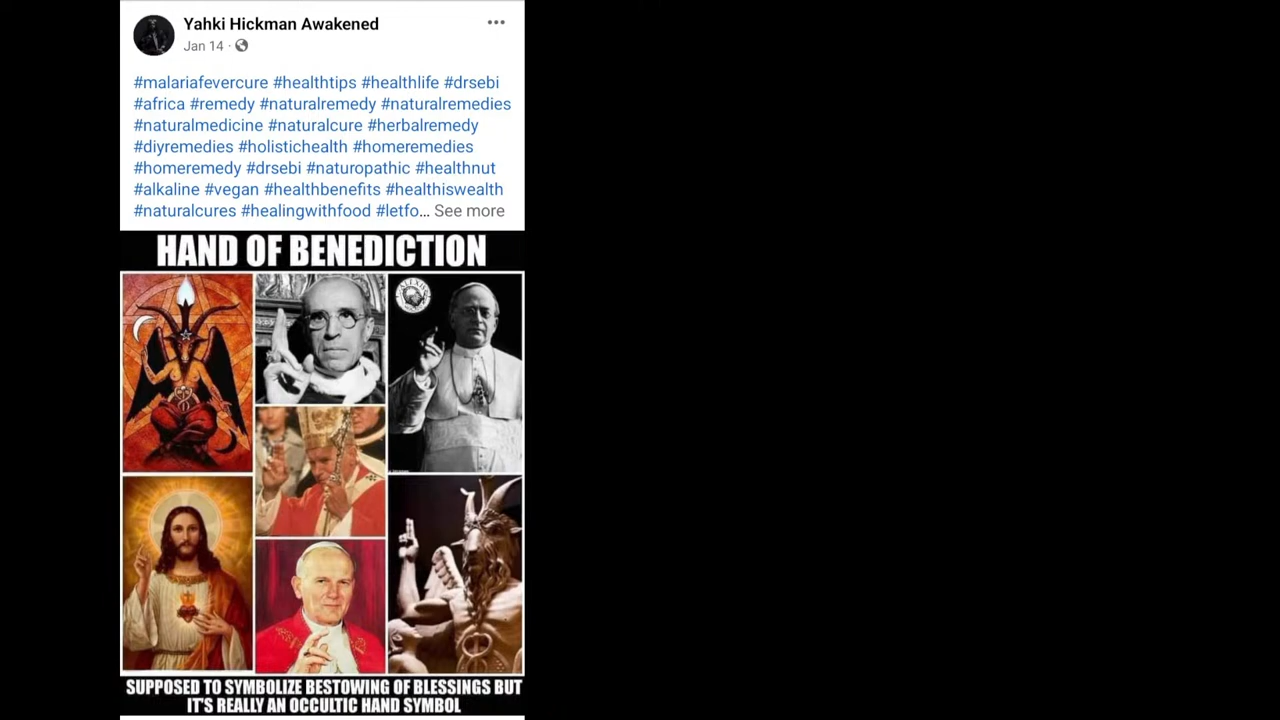 Yahki Hickman Awakened
Jan 14 ·
#malariafevercure #healthtips #healthlife #drsebi
#africa #remedy #naturalremedy #naturalremedies
#naturalmedicine #naturalcure #herbalremedy
#diyremedies #holistichealth #homeremedies
#homeremedy #drsebi #naturopathic #healthnut
#alkaline #vegan #healthbenefits #healthiswealth
#naturalcures #healingwithfood #letfo... See more
HAND OF BENEDICTION
SUPPOSED TO SYMBOLIZE BESTOWING OF BLESSINGS BUT
IT'S REALLY AN OCCULTIC HAND SYMBOL